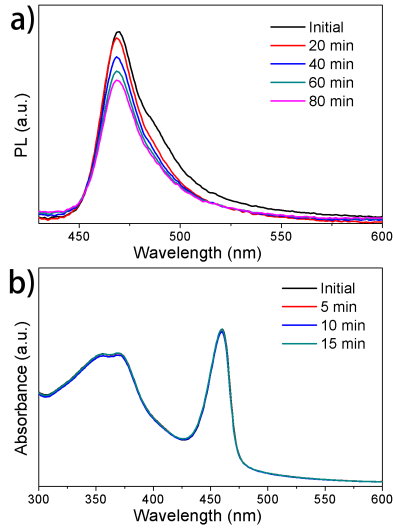 a)
Initial
20 min
40 min
60 min
80 min
PL (a.u.)
450 500 550 600
Wavelength (nm)
b)
Initial
5 min
10 min
15 min
Absorbance (a.u.)
300 350 400 450 500 550 600
Wavelength (nm)